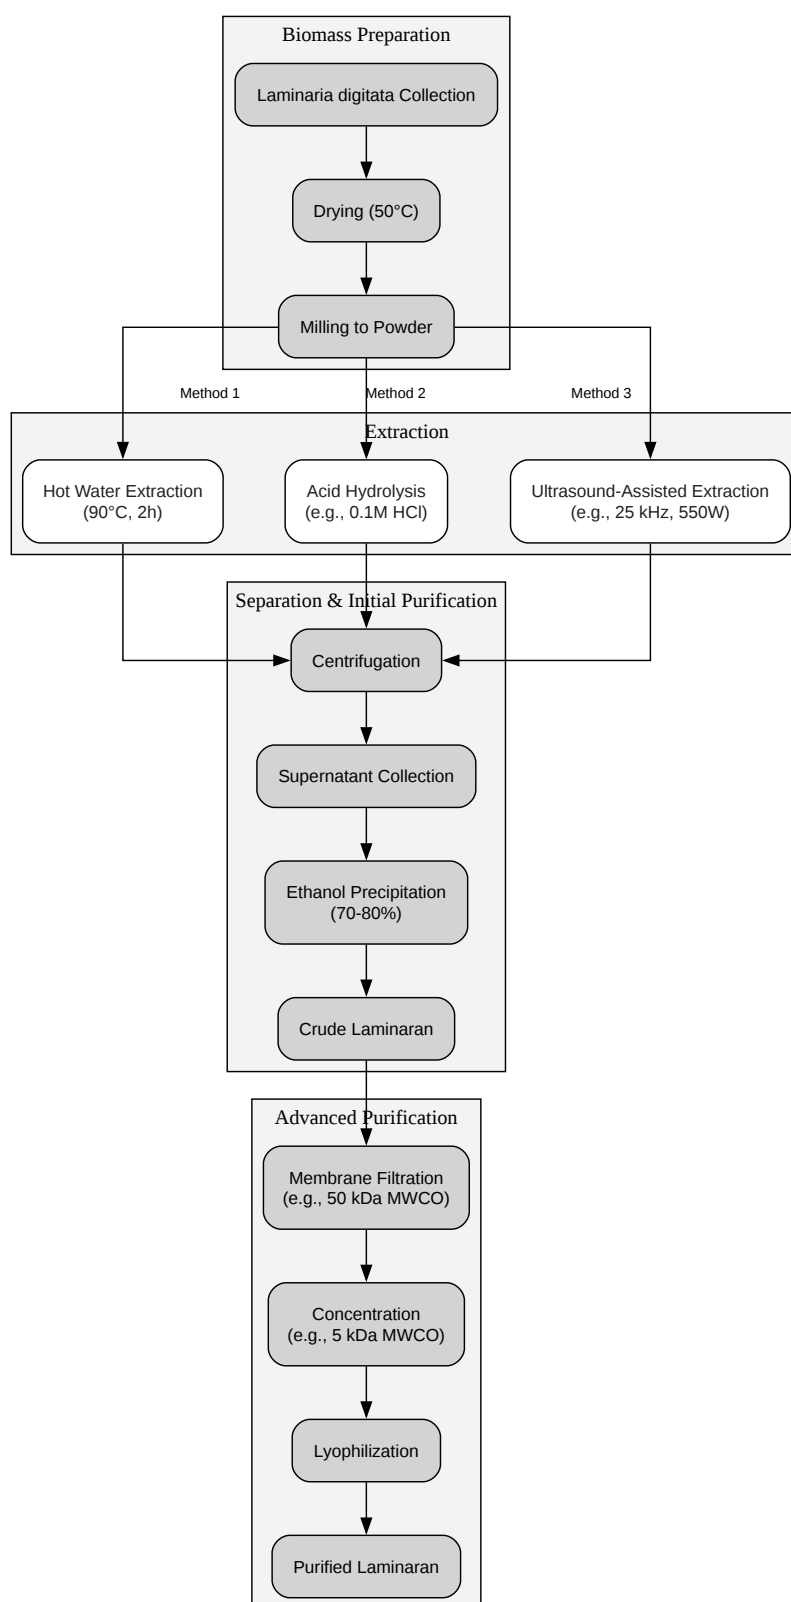 Biomass Preparation
Laminaria digitata Collection
Drying (50°C)
Milling to Powder
Method 1
Method 2
Method 3
Extraction
Hot Water Extraction
(90°C, 2h)
Acid Hydrolysis
(e.g., 0.1M HCl)
Ultrasound-Assisted Extraction
(e.g., 25 kHz, 550W)
Separation & Initial Purification
Centrifugation
Supernatant Collection
Ethanol Precipitation
(70-80%)
Crude Laminaran
Advanced Purification
Membrane Filtration
(e.g., 50 kDa MWCO)
Concentration
(e.g., 5 kDa MWCO)
Lyophilization
Purified Laminaran